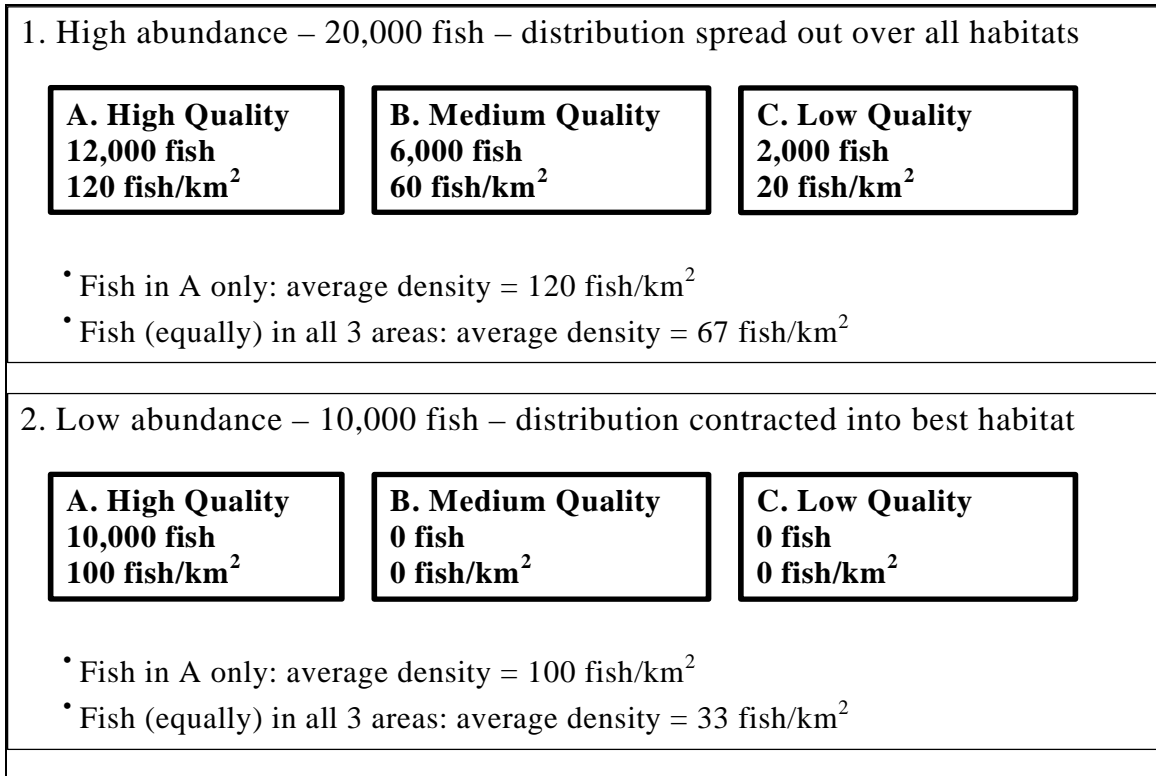 1. High abundance – 20,000 fish – distribution spread out over all habitats
A. High Quality
12,000 fish
120 fish/km²
B. Medium Quality
6,000 fish
60 fish/km²
C. Low Quality
2,000 fish
20 fish/km²
• Fish in A only: average density = 120 fish/km²
• Fish (equally) in all 3 areas: average density = 67 fish/km²
2. Low abundance – 10,000 fish – distribution contracted into best habitat
A. High Quality
10,000 fish
100 fish/km²
B. Medium Quality
0 fish
0 fish/km²
C. Low Quality
0 fish
0 fish/km²
• Fish in A only: average density = 100 fish/km²
• Fish (equally) in all 3 areas: average density = 33 fish/km²